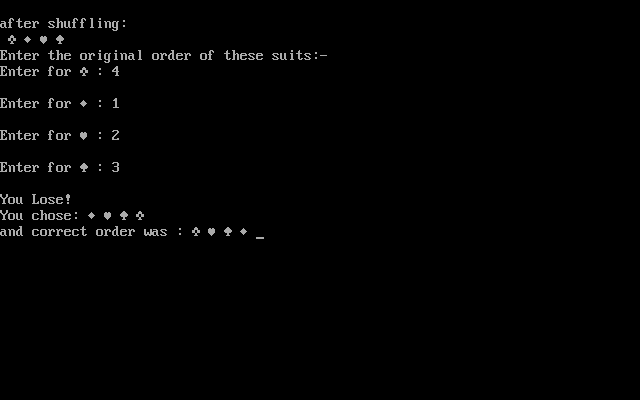 after shuffling:
♣ ♦ ♥ ♠
Enter the original order of these suits:-
Enter for ♣ : 4
Enter for ♦ : 1
Enter for ♥ : 2
Enter for ♠ : 3
You Lose!
You chose: ♦ ♥ ♠ ♣
and correct order was : ♣ ♥ ♠ ♦ _